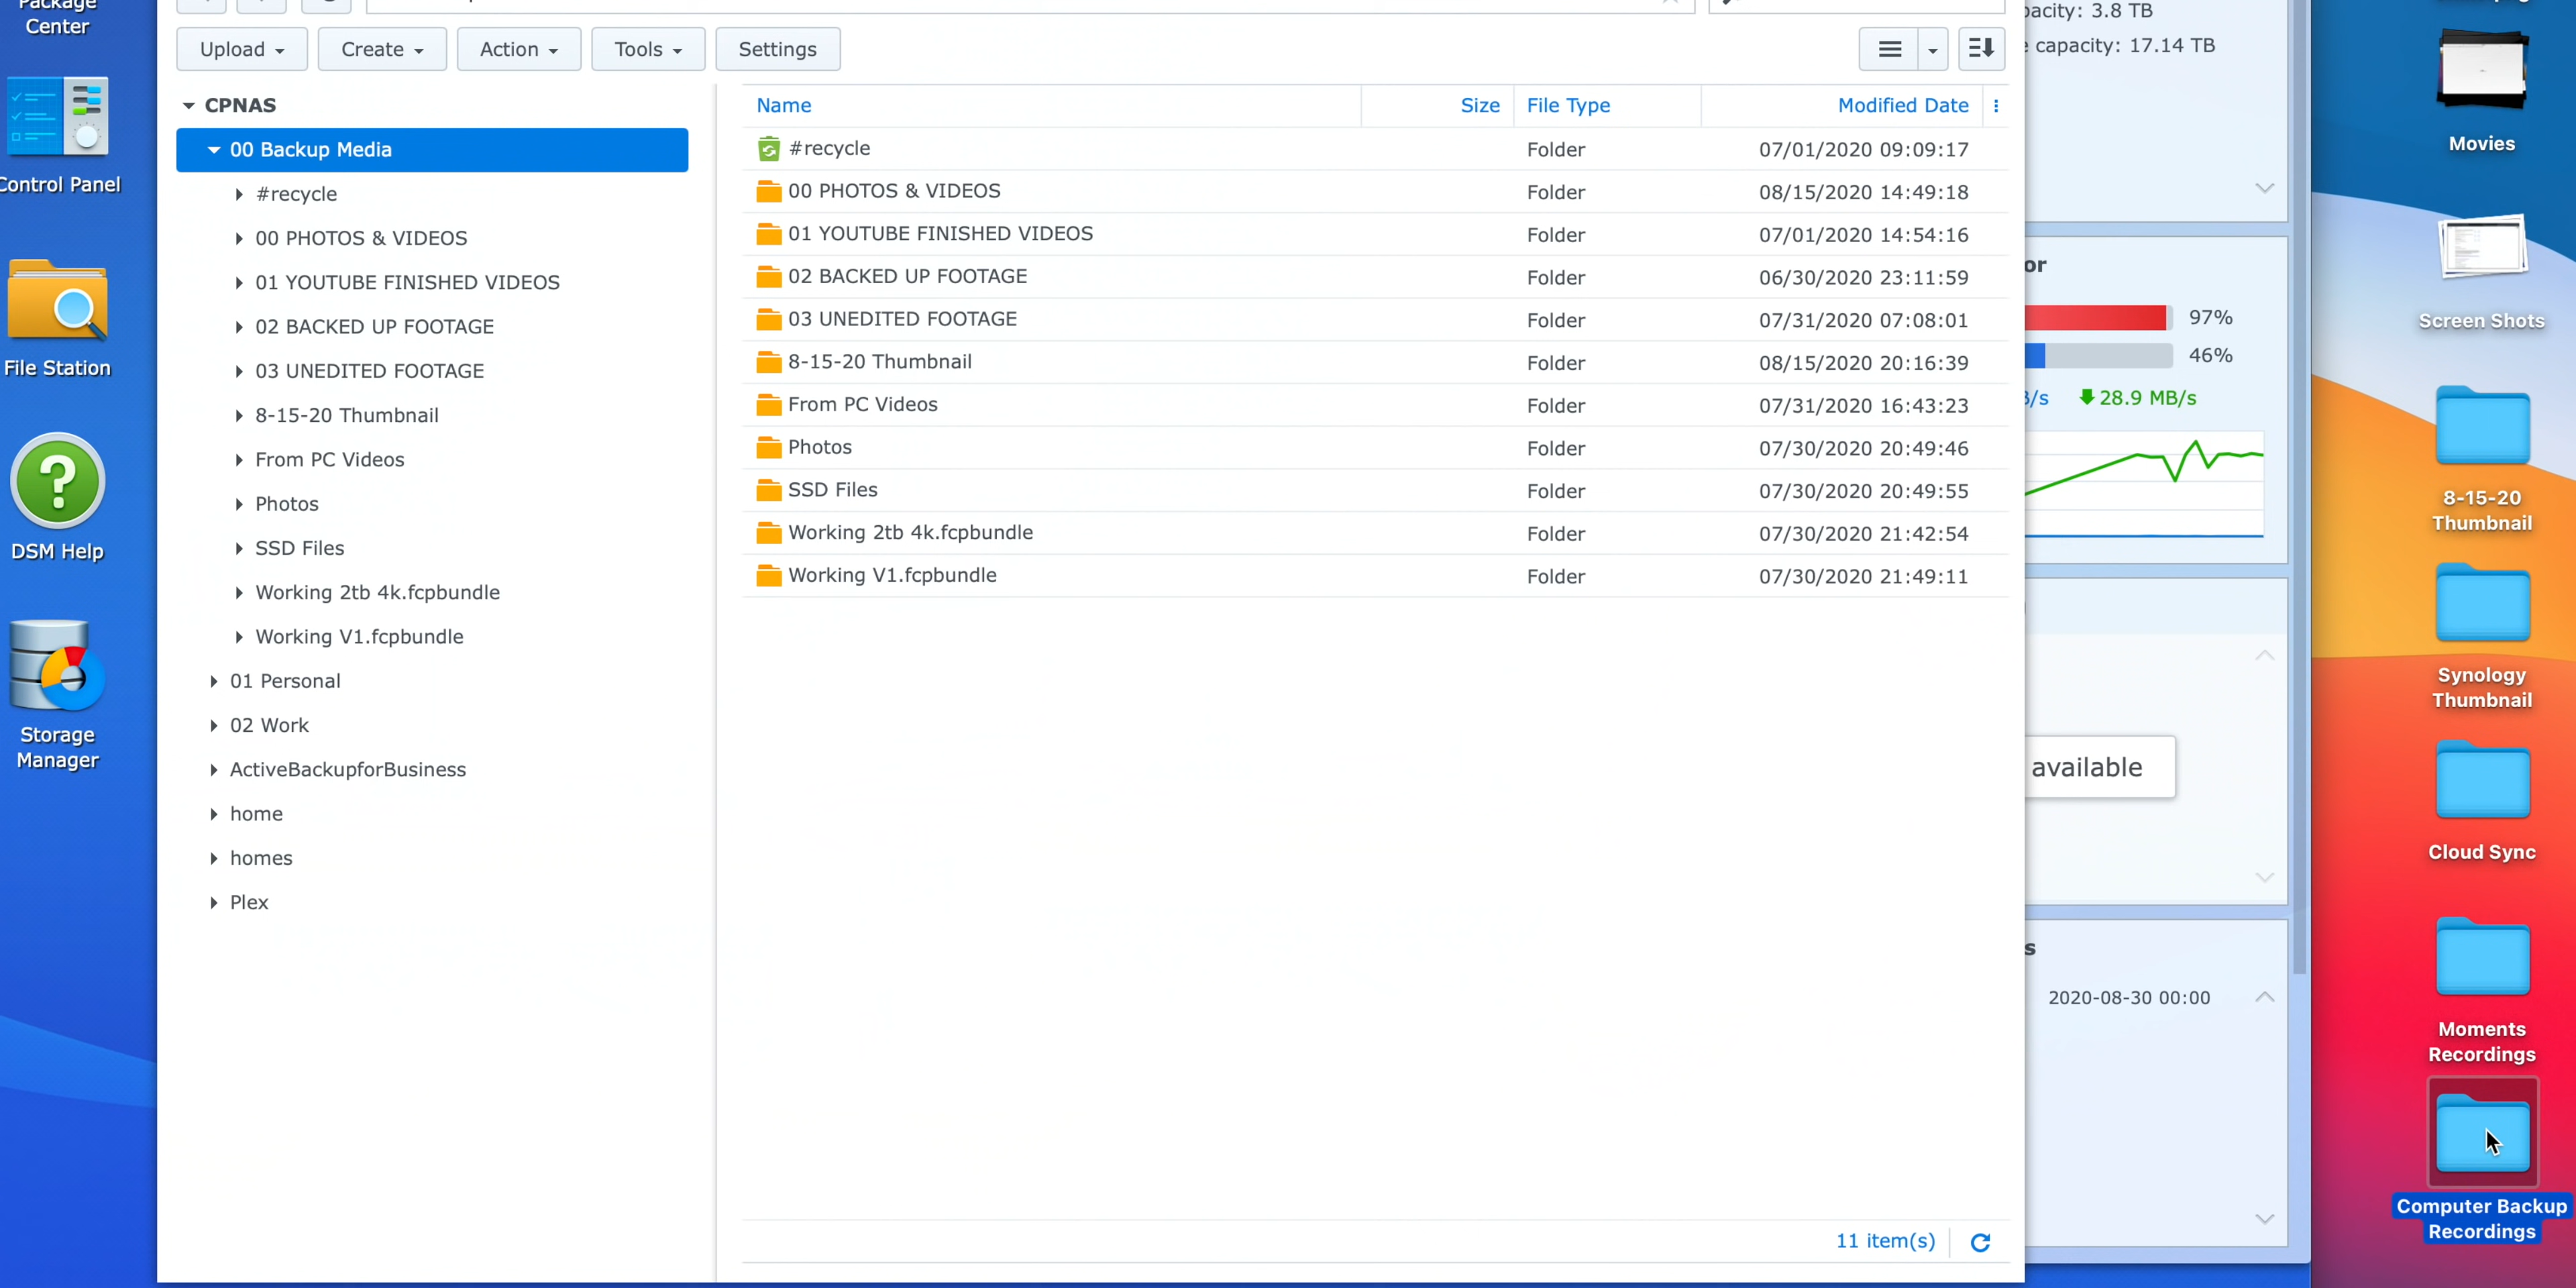 Package
Center
Control Panel
File Station
DSM Help
Storage
Manager
Upload
Create
Action
Tools
Settings
CPNAS
00 Backup Media
#recycle
00 PHOTOS & VIDEOS
01 YOUTUBE FINISHED VIDEOS
02 BACKED UP FOOTAGE
03 UNEDITED FOOTAGE
8-15-20 Thumbnail
From PC Videos
Photos
SSD Files
Working 2tb 4k.fcpbundle
Working V1.fcpbundle
01 Personal
02 Work
ActiveBackupforBusiness
home
homes
Plex
Name Size File Type Modified Date
#recycle Folder 07/01/2020 09:09:17
00 PHOTOS & VIDEOS Folder 08/15/2020 14:49:18
01 YOUTUBE FINISHED VIDEOS Folder 07/01/2020 14:54:16
02 BACKED UP FOOTAGE Folder 06/30/2020 23:11:59
03 UNEDITED FOOTAGE Folder 07/31/2020 07:08:01
8-15-20 Thumbnail Folder 08/15/2020 20:16:39
From PC Videos Folder 07/31/2020 16:43:23
Photos Folder 07/30/2020 20:49:46
SSD Files Folder 07/30/2020 20:49:55
Working 2tb 4k.fcpbundle Folder 07/30/2020 21:42:54
Working V1.fcpbundle Folder 07/30/2020 21:49:11
11 item(s)
pacity: 3.8 TB
e capacity: 17.14 TB
or
97%
46%
B/s 28.9 MB/s
available
s
2020-08-30 00:00
Movies
Screen Shots
8-15-20
Thumbnail
Synology
Thumbnail
Cloud Sync
Moments
Recordings
Computer Backup
Recordings